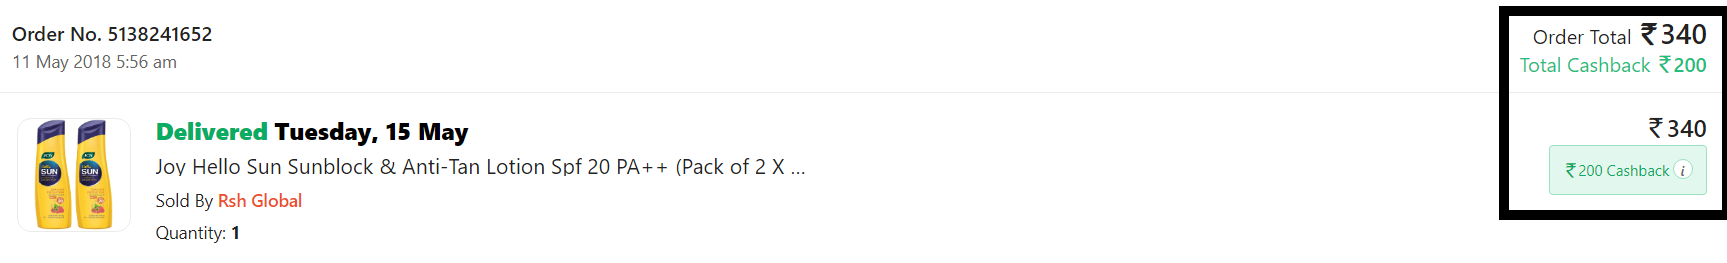 Order No. 5138241652
11 May 2018 5:56 am
Order Total ₹340
Total Cashback ₹200
Delivered Tuesday, 15 May
Joy Hello Sun Sunblock & Anti-Tan Lotion Spf 20 PA++ (Pack of 2 X ...
Sold By Rsh Global
Quantity: 1
₹340
₹200 Cashback i
SUN
SUN